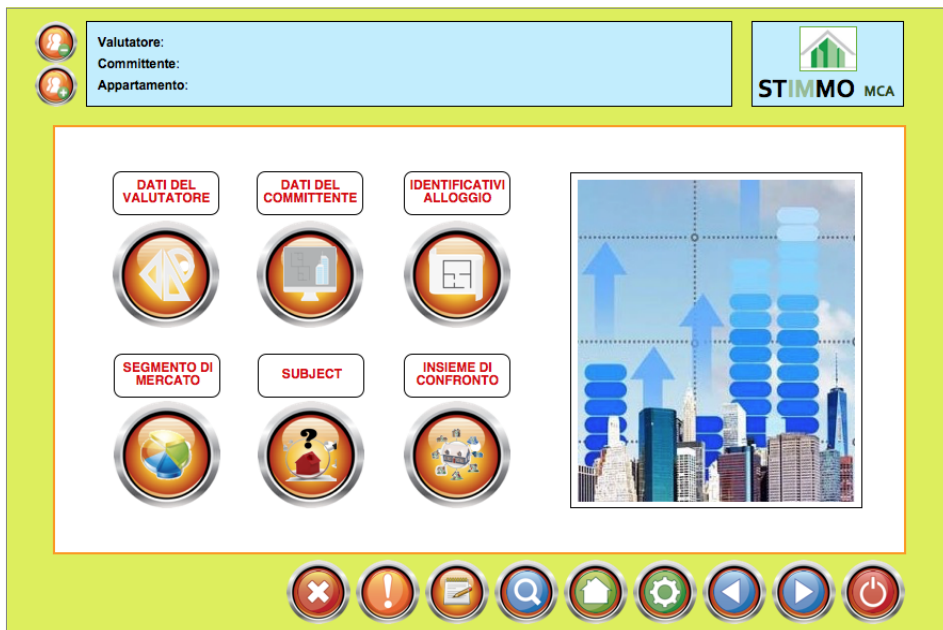 Valutatore:
Committente:
Appartamento:
STIMMO MCA
DATI DEL
VALUTATORE
DATI DEL
COMMITTENTE
IDENTIFICATIVI
ALLOGGIO
SEGMENTO DI
MERCATO
SUBJECT
INSIEME DI
CONFRONTO